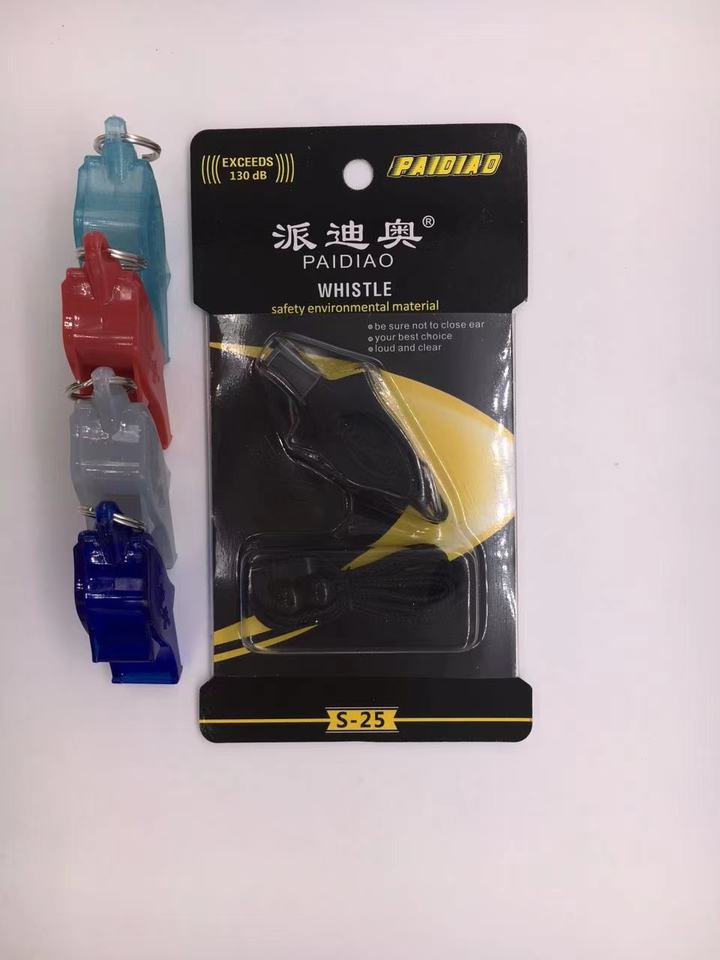 EXCEEDS
130 dB
PAIDIAO
派迪奥®
PAIDIAO
WHISTLE
safety environmental material
be sure not to close ear
your best choice
loud and clear
S-25